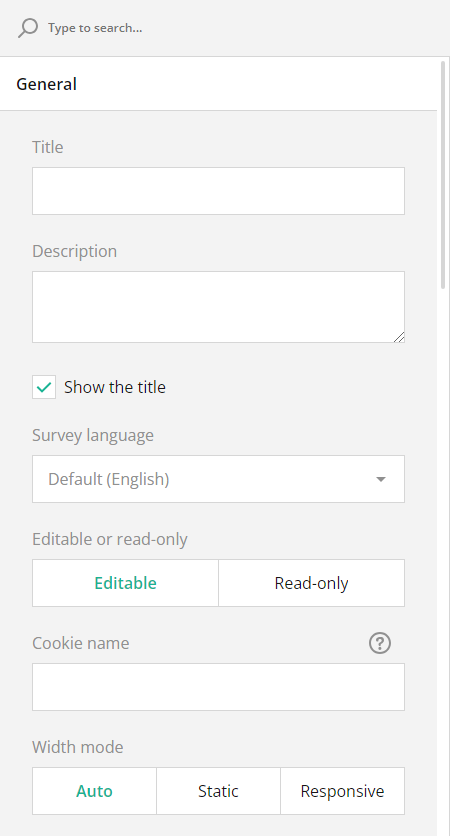 Type to search...
General
Title
Description
Show the title
Survey language
Default (English)
Editable or read-only
Editable Read-only
Cookie name ?
Width mode
Auto Static Responsive